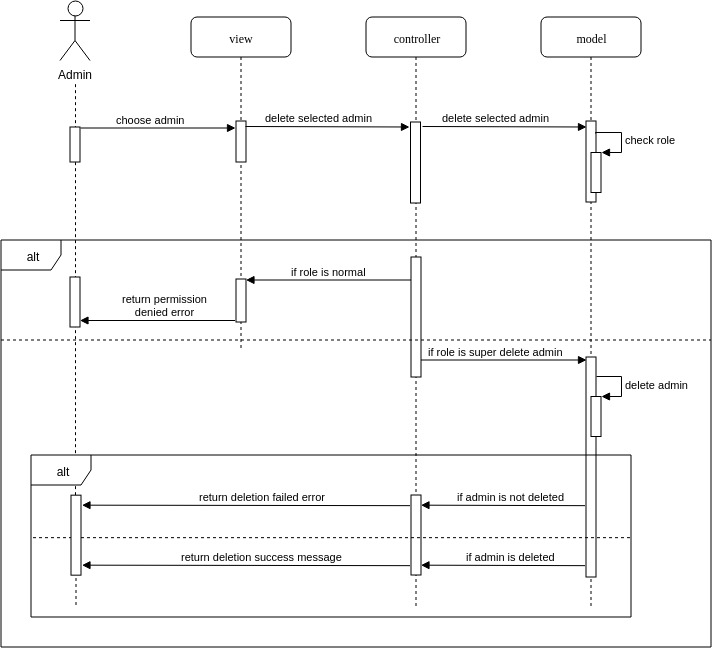 view
controller
model
Admin
choose admin
delete selected admin
delete selected admin
check role
alt
if role is normal
return permission
denied error
if role is super delete admin
delete admin
alt
return deletion failed error
if admin is not deleted
return deletion success message
if admin is deleted